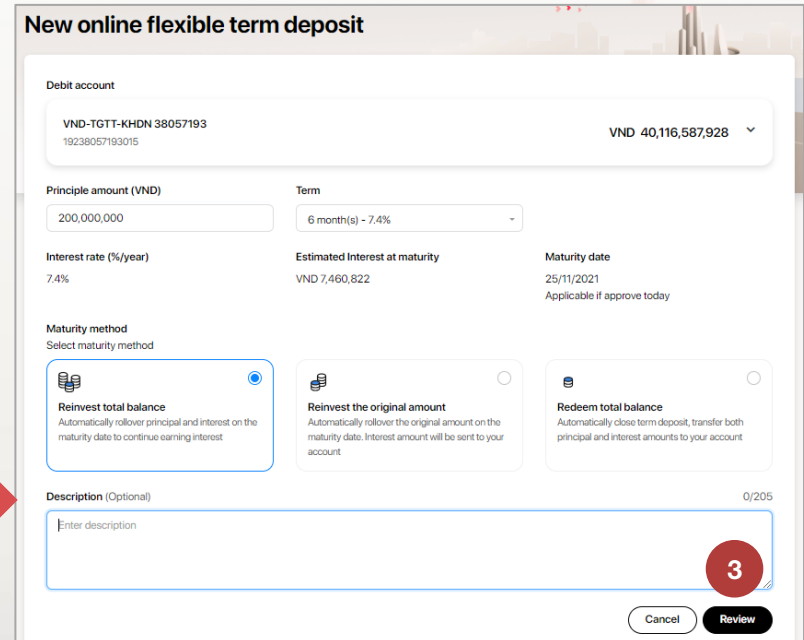 New online flexible term deposit
Debit account
VND-TGTT-KHDN 38057193
19238057193015
VND 40,116,587,928
Principle amount (VND)
Term
200,000,000
6 month(s) - 7.4%
Interest rate (%/year)
Estimated Interest at maturity
Maturity date
7.4%
VND 7,460,822
25/11/2021
Applicable if approve today
Maturity method
Select maturity method
Reinvest total balance
Automatically rollover principal and interest on the
maturity date to continue earning interest
Reinvest the original amount
Automatically rollover the original amount on the
maturity date. Interest amount will be sent to your
account
Redeem total balance
Automatically close term deposit, transfer both
principal and interest amounts to your account
Description (Optional)
0/205
Enter description
3
Cancel
Review